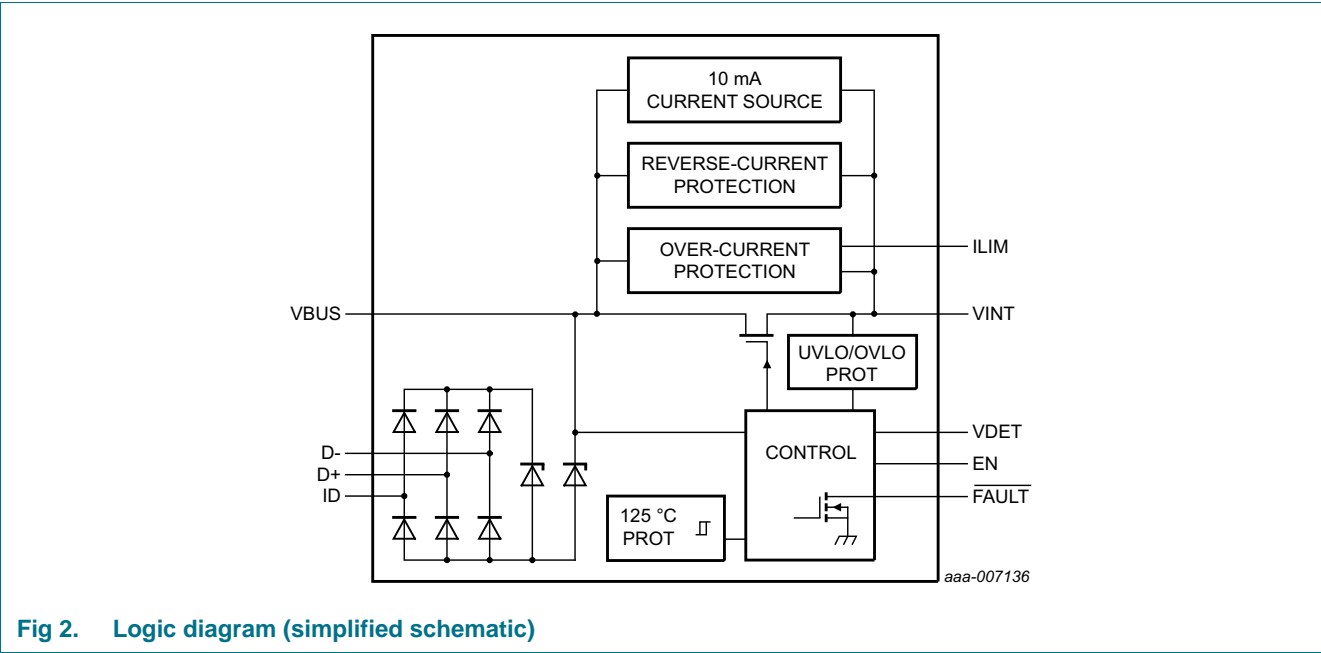 10 mA
CURRENT SOURCE
REVERSE-CURRENT
PROTECTION
OVER-CURRENT
PROTECTION
ILIM
VBUS
VINT
UVLO/OVLO
PROT
VDET
CONTROL
EN
D-
D+
ID
FAULT
125 °C
PROT
aaa-007136
Fig 2. Logic diagram (simplified schematic)